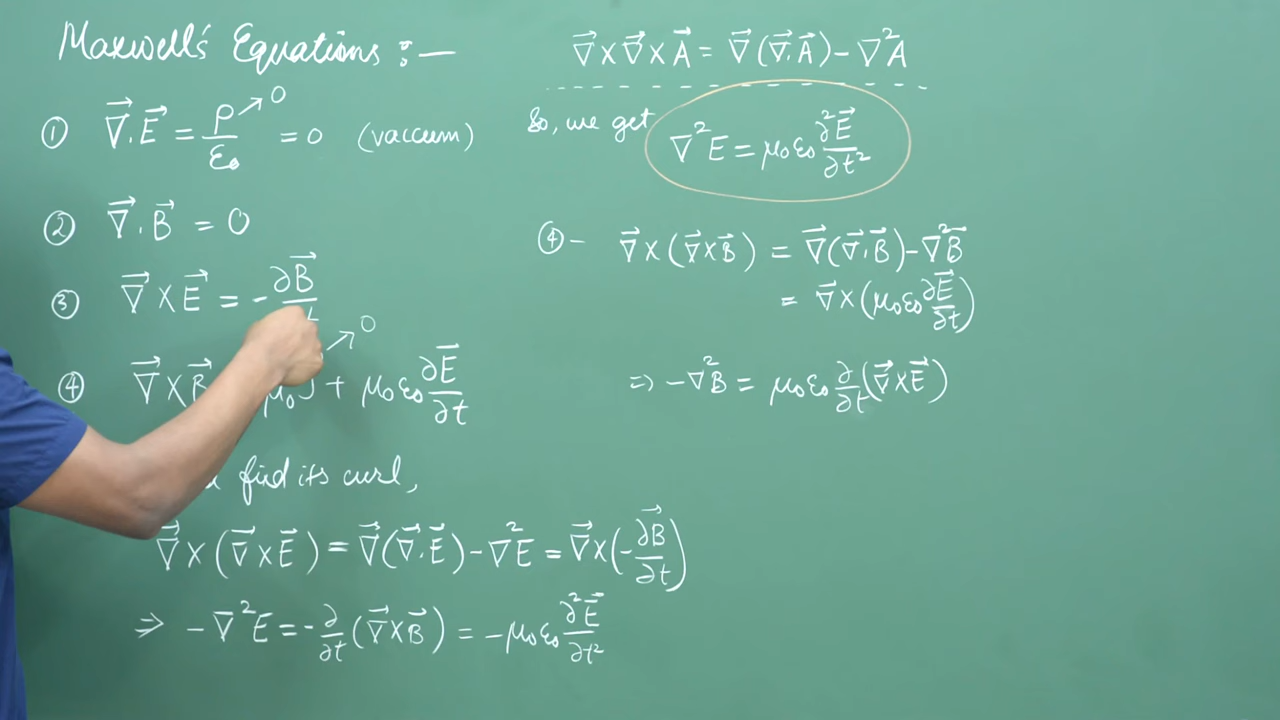 Maxwell's Equations :—
① ∇⃗.E⃗ = ρ↗0/ε₀ = 0 (vaccum)
② ∇⃗.B⃗ = 0
③ ∇⃗×E⃗ = -∂B⃗/∂t
④ ∇⃗×B⃗ μ₀J↗0 + μ₀ε₀ ∂E⃗/∂t
find its curl,
∇⃗×(∇⃗×E⃗) = ∇⃗(∇⃗.E⃗) - ∇²E = ∇⃗×(-∂B⃗/∂t)
⇒ -∇²E = -∂/∂t(∇⃗×B⃗) = -μ₀ε₀ ∂²E⃗/∂t²
∇⃗×∇⃗×A⃗ = ∇⃗(∇⃗.A⃗) - ∇²A
So, we get ∇²E = μ₀ε₀ ∂²E⃗/∂t²
④- ∇⃗×(∇⃗×B⃗) = ∇⃗(∇⃗.B⃗) - ∇²B⃗
= ∇⃗×(μ₀ε₀ ∂E⃗/∂t)
⇒ -∇²B = μ₀ε₀ ∂/∂t(∇⃗×E⃗)